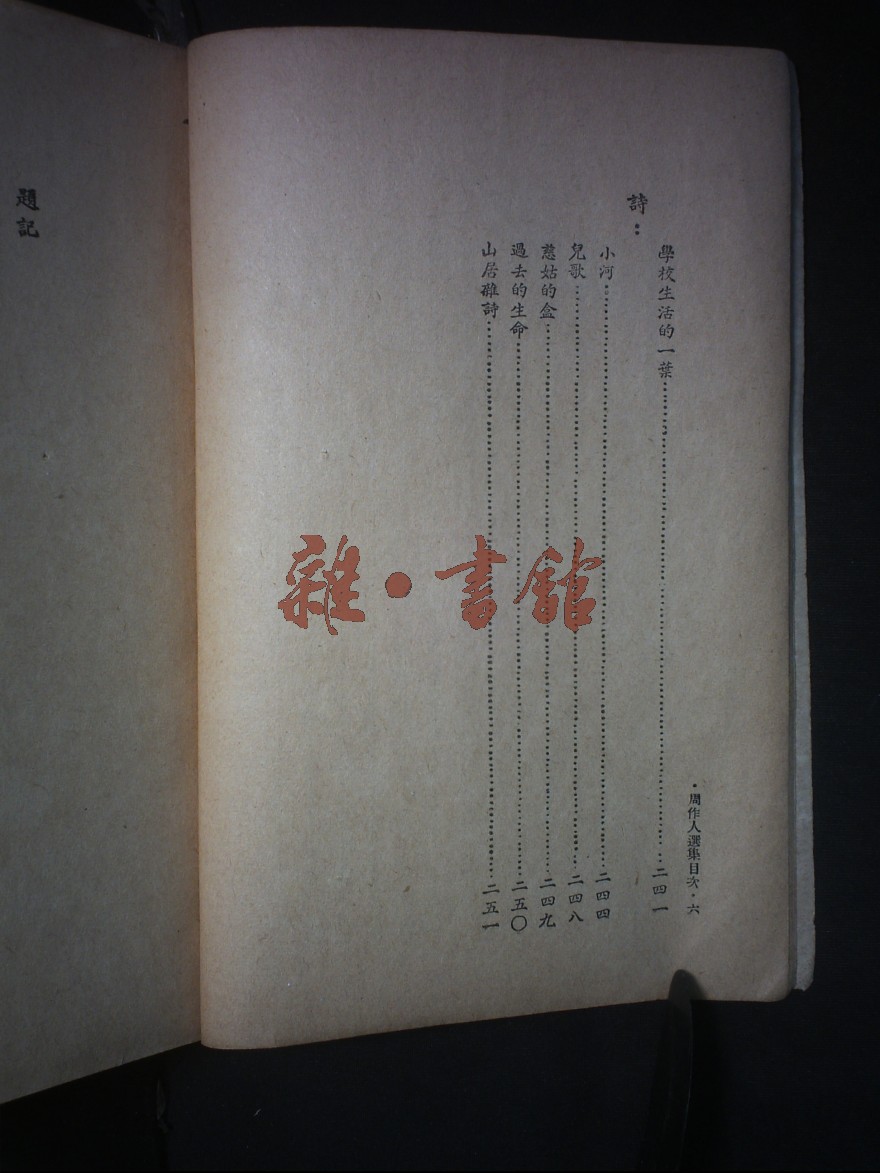 ·周作人選集目次·六
學校生活的一葉……二四一
詩：
小河……二四四
兒歌……二四八
慈姑的盆……二四九
過去的生命……二五〇
山居雜詩……二五一
題記
雜·書館